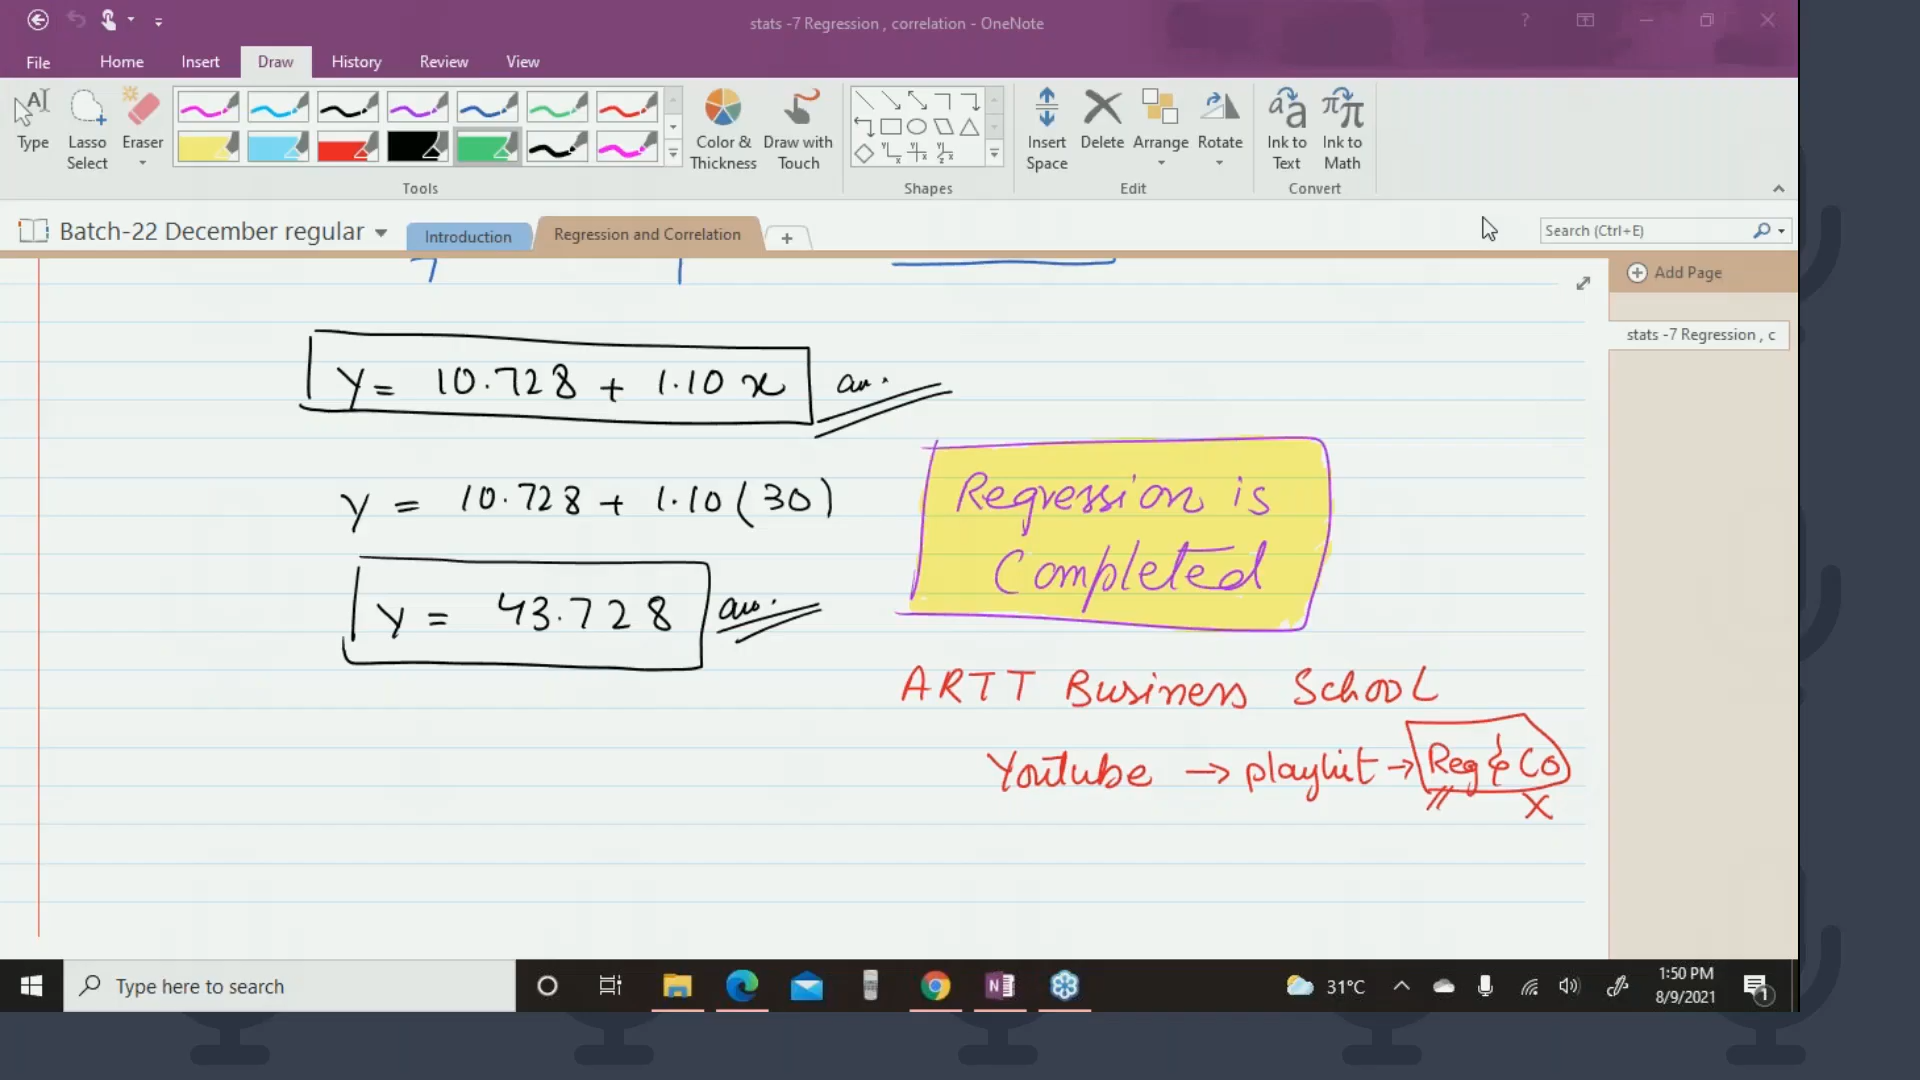 stats -7 Regression , correlation - OneNote
?
File Home Insert Draw History Review View
Type
Lasso Select
Eraser
Color & Thickness
Draw with Touch
Insert Space
Delete
Arrange
Rotate
Ink to Text
Ink to Math
Tools
Shapes
Edit
Convert
Batch-22 December regular
Introduction
Regression and Correlation
Search (Ctrl+E)
Add Page
stats -7 Regression , c
y = 10.728 + 1.10 x
y = 10.728 + 1.10 (30)
y = 43.728
Regression is
Completed
ARTT Business School
Youtube → playlist → Reg & Co
X
Type here to search
31°C
1:50 PM
8/9/2021
1